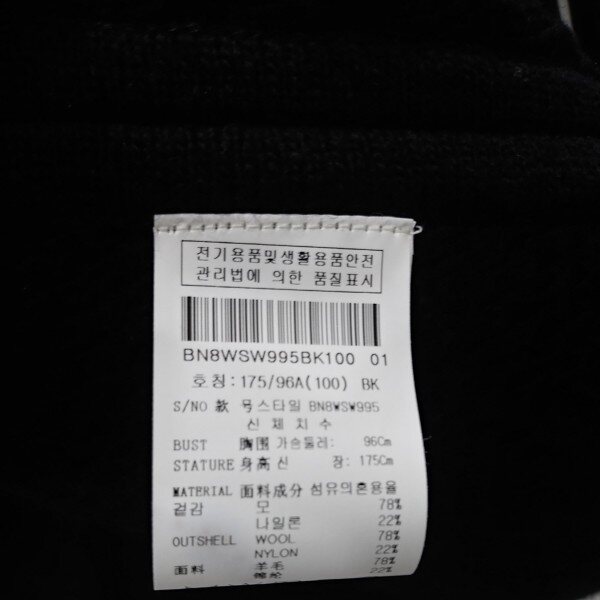 전기용품및생활용품안전
관리법에 의한 품질표시
BN8WSW995BK100 01
호칭:175/96A(100) BK
S/NO 款 号스타일 BN8WSW995
신체치수
BUST 胸围 가슴둘레: 96Cm
STATURE 身高 신 장: 175Cm
MATERIAL 面料成分 섬유의혼용율
겉감 모 78%
나일론 22%
OUTSHELL WOOL 78%
NYLON 22%
面料 羊毛 78%
锦纶 22%